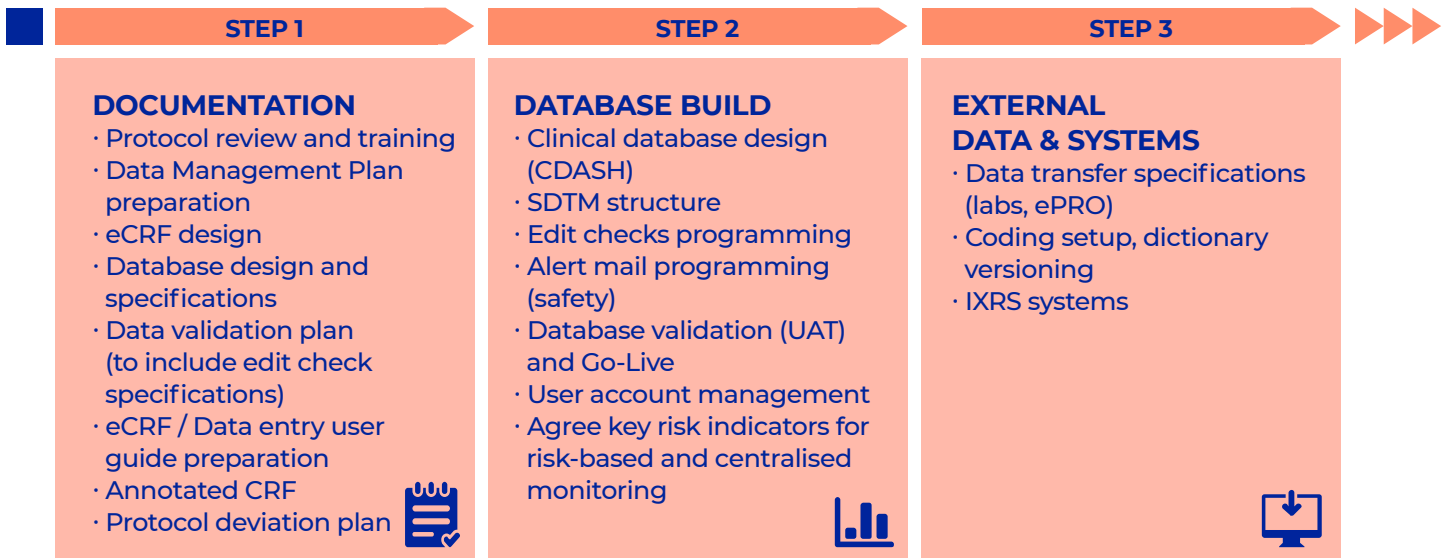 STEP 1
STEP 2
STEP 3
DOCUMENTATION
· Protocol review and training
· Data Management Plan
preparation
· eCRF design
· Database design and
specifications
· Data validation plan
(to include edit check
specifications)
· eCRF / Data entry user
guide preparation
· Annotated CRF
· Protocol deviation plan
DATABASE BUILD
· Clinical database design
(CDASH)
· SDTM structure
· Edit checks programming
· Alert mail programming
(safety)
· Database validation (UAT)
and Go-Live
· User account management
· Agree key risk indicators for
risk-based and centralised
monitoring
EXTERNAL
DATA & SYSTEMS
· Data transfer specifications
(labs, ePRO)
· Coding setup, dictionary
versioning
· IXRS systems